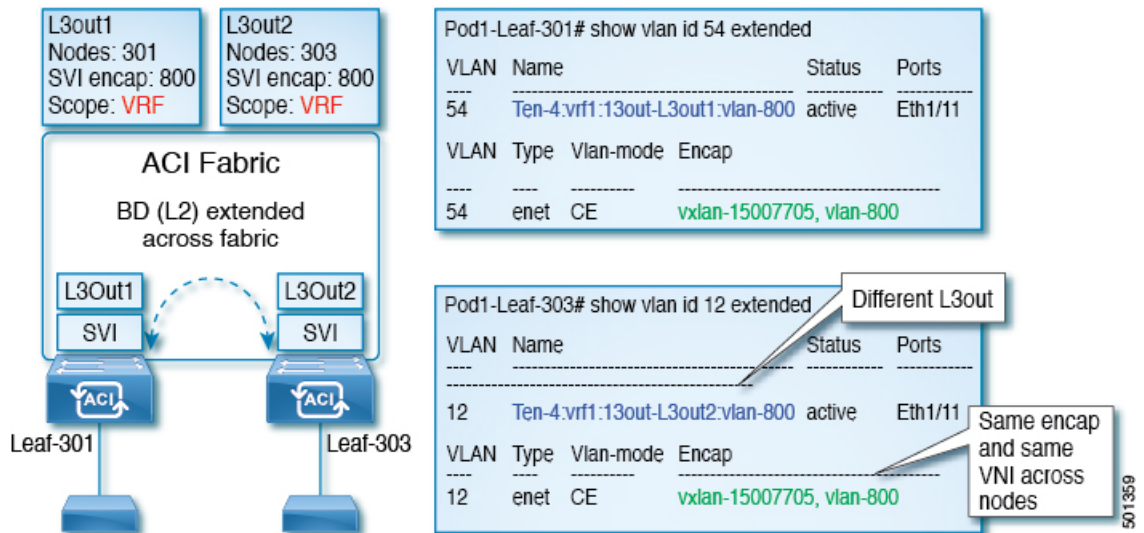 L3out1
Nodes: 301
SVI encap: 800
Scope: VRF
L3out2
Nodes: 303
SVI encap: 800
Scope: VRF
ACI Fabric
BD (L2) extended
across fabric
L3Out1
SVI
L3Out2
SVI
ACI
ACI
Leaf-301
Leaf-303
Pod1-Leaf-301# show vlan id 54 extended
VLAN Name Status Ports
---- -------------------------------------------- ----------- -----------
54 Ten-4:vrf1:13out-L3out1:vlan-800 active Eth1/11
VLAN Type Vlan-mode Encap
---- ---- ---------- -----------------------------------------
54 enet CE vxlan-15007705, vlan-800
Pod1-Leaf-303# show vlan id 12 extended
Different L3out
VLAN Name Status Ports
---- -------------------------------------------- ----------- -----------
------------------------------------------------
12 Ten-4:vrf1:13out-L3out2:vlan-800 active Eth1/11
VLAN Type Vlan-mode Encap
---- ---- ---------- -----------------------------------------
12 enet CE vxlan-15007705, vlan-800
Same encap
and same
VNI across
nodes
501359